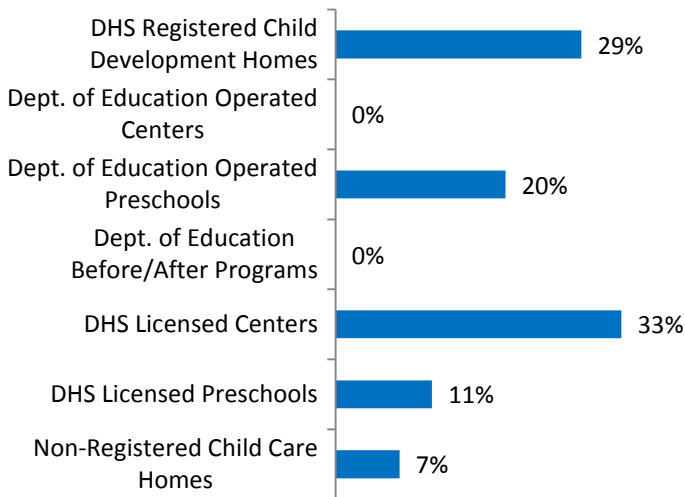 DHS Registered Child
Development Homes
29%
Dept. of Education Operated
Centers
0%
Dept. of Education Operated
Preschools
20%
Dept. of Education
Before/After Programs
0%
DHS Licensed Centers
33%
DHS Licensed Preschools
11%
Non-Registered Child Care
Homes
7%